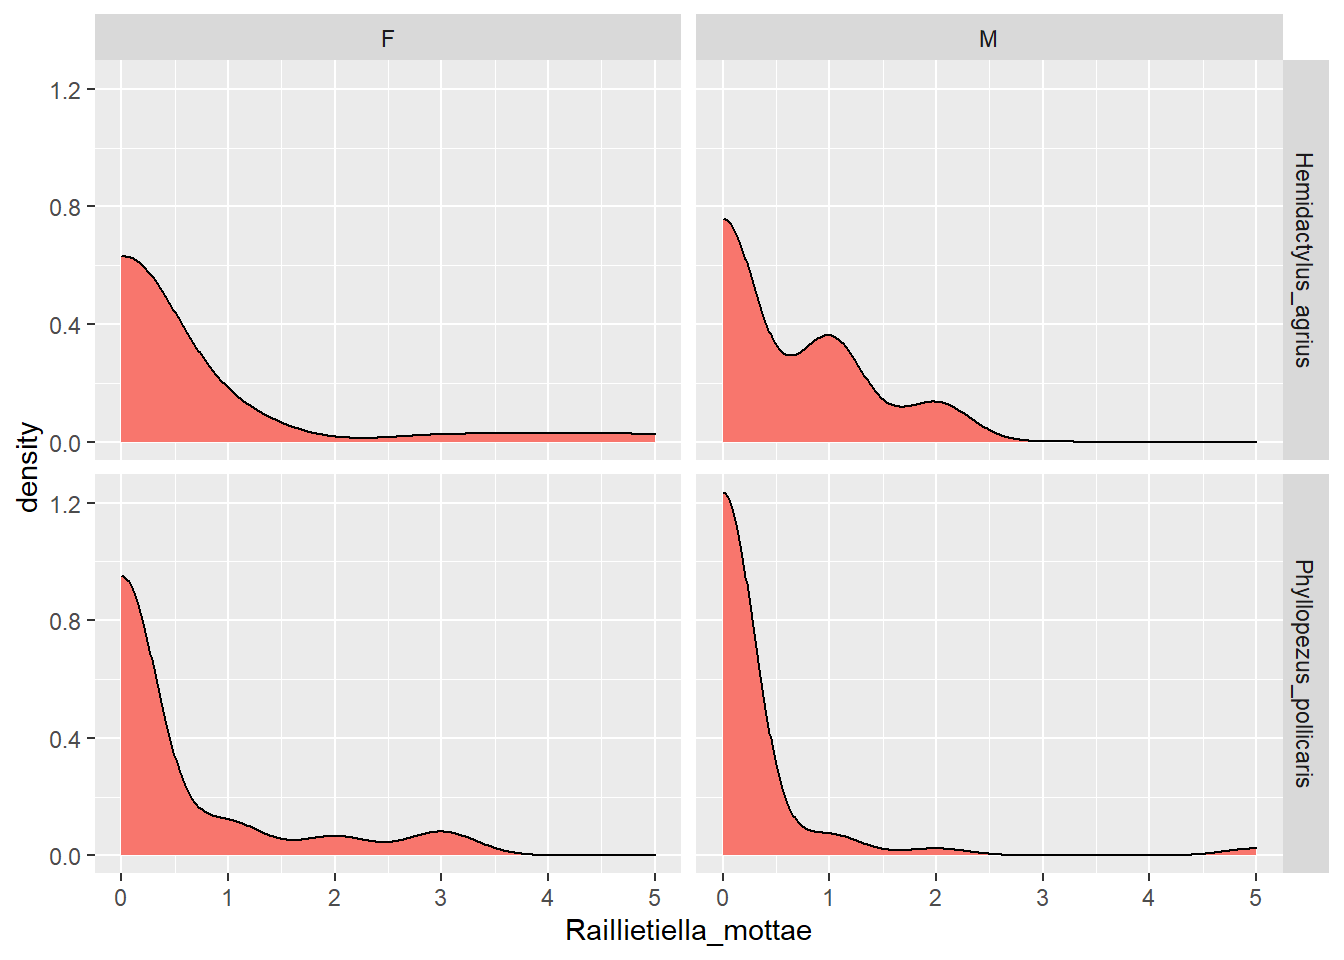 F
M
1.2
0.8
0.4
0.0
Hemidactylus_agrius
density
1.2
0.8
0.4
0.0
Phyllopezus_pollicaris
0 1 2 3 4 5
0 1 2 3 4 5
Raillietiella_mottae